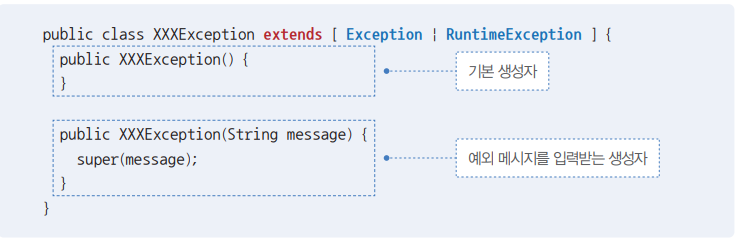 public class XXXException extends [ Exception | RuntimeException ] {
public XXXException() {
}
기본 생성자
public XXXException(String message) {
super(message);
}
예외 메시지를 입력받는 생성자
}